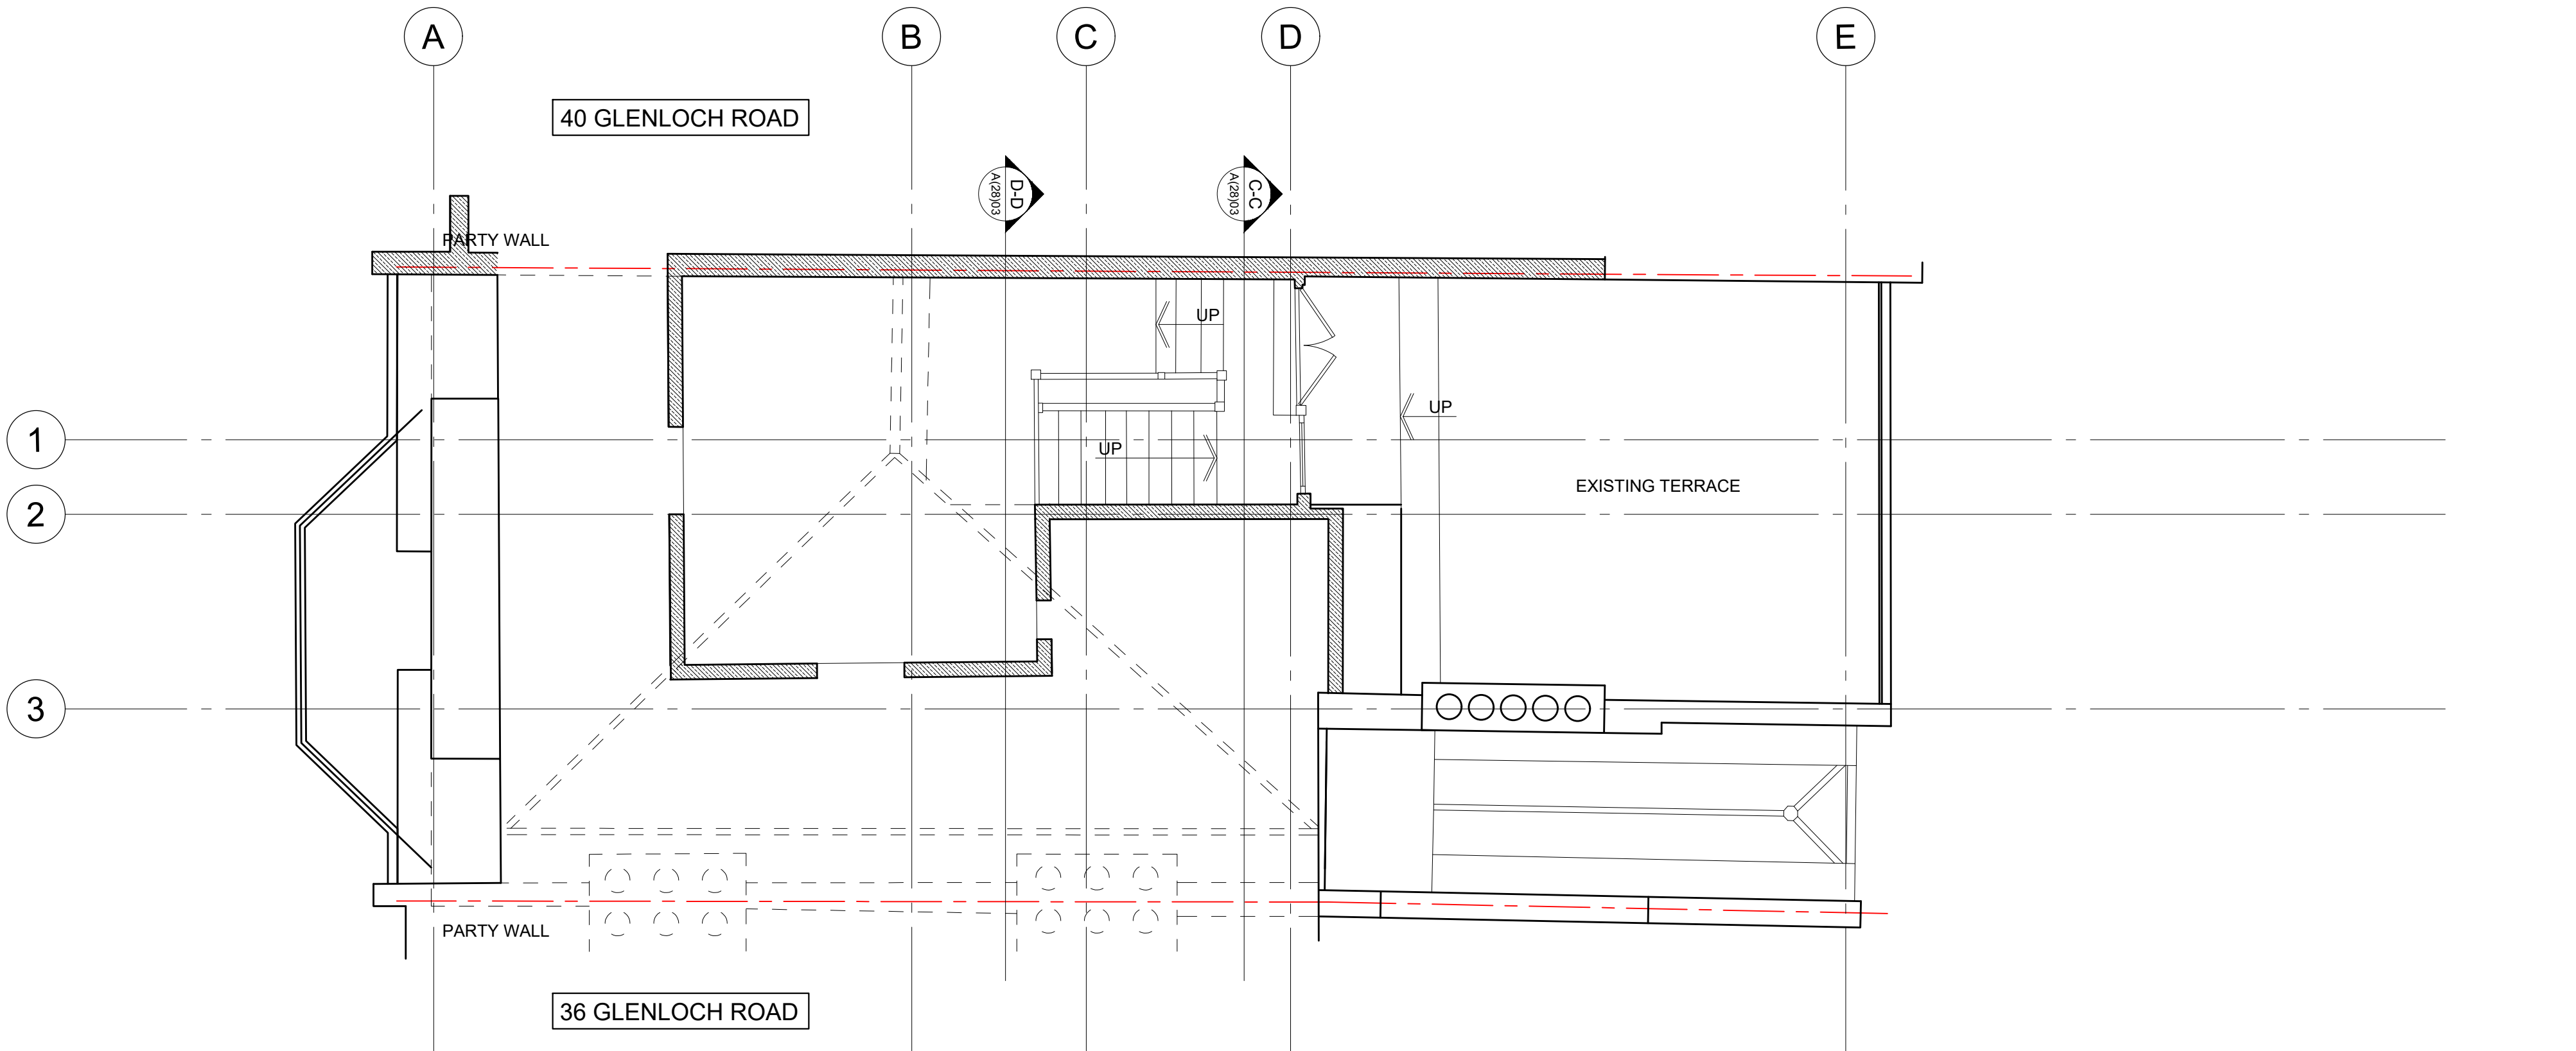 A
B
C
D
E
40 GLENLOCH ROAD
D-D
A(28)03
C-C
A(28)03
PARTY WALL
UP
UP
1
UP
EXISTING TERRACE
2
3
PARTY WALL
36 GLENLOCH ROAD